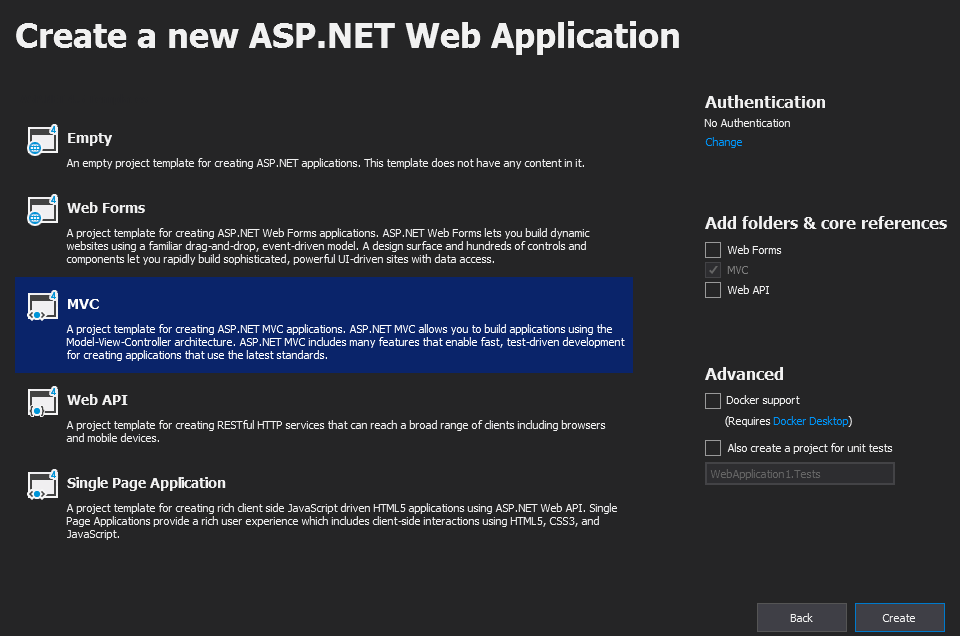 Create a new ASP.NET Web Application
4
Empty
An empty project template for creating ASP.NET applications. This template does not have any content in it.
4
Web Forms
A project template for creating ASP.NET Web Forms applications. ASP.NET Web Forms lets you build dynamic
websites using a familiar drag-and-drop, event-driven model. A design surface and hundreds of controls and
components let you rapidly build sophisticated, powerful UI-driven sites with data access.
4
MVC
A project template for creating ASP.NET MVC applications. ASP.NET MVC allows you to build applications using the
Model-View-Controller architecture. ASP.NET MVC includes many features that enable fast, test-driven development
for creating applications that use the latest standards.
4
Web API
A project template for creating RESTful HTTP services that can reach a broad range of clients including browsers
and mobile devices.
4
Single Page Application
A project template for creating rich client side JavaScript driven HTML5 applications using ASP.NET Web API. Single
Page Applications provide a rich user experience which includes client-side interactions using HTML5, CSS3, and
JavaScript.
Authentication
No Authentication
Change
Add folders & core references
Web Forms
MVC
Web API
Advanced
Docker support
(Requires Docker Desktop)
Also create a project for unit tests
WebApplication1.Tests
Back
Create